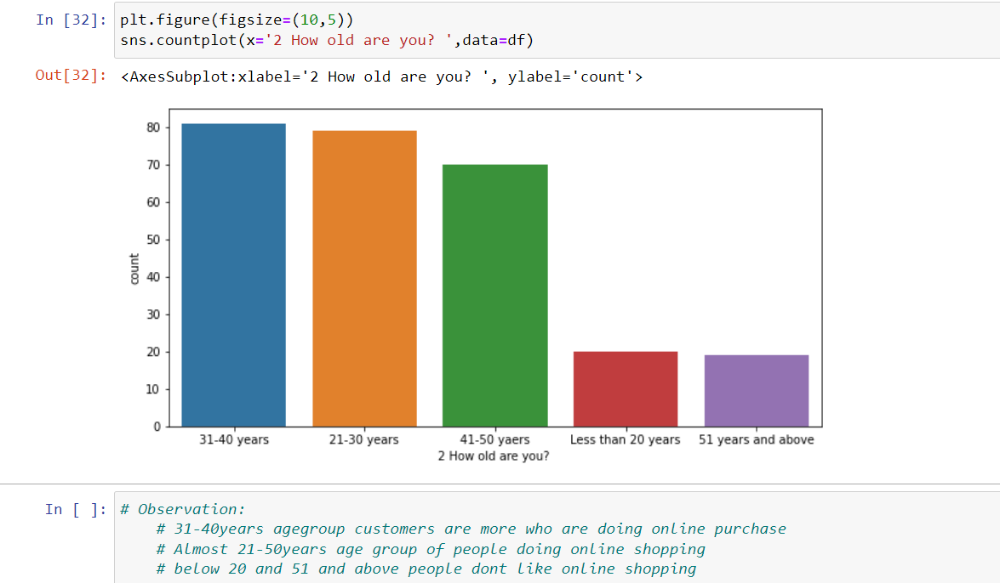 In [32]: plt.figure(figsize=(10,5))
sns.countplot(x='2 How old are you? ',data=df)
Out[32]: <AxesSubplot:xlabel='2 How old are you? ', ylabel='count'>
80
70
60
50
40
30
20
10
0
count
31-40 years 21-30 years 41-50 yaers Less than 20 years 51 years and above
2 How old are you?
In [ ]: # Observation:
# 31-40years agegroup customers are more who are doing online purchase
# Almost 21-50years age group of people doing online shopping
# below 20 and 51 and above people dont like online shopping